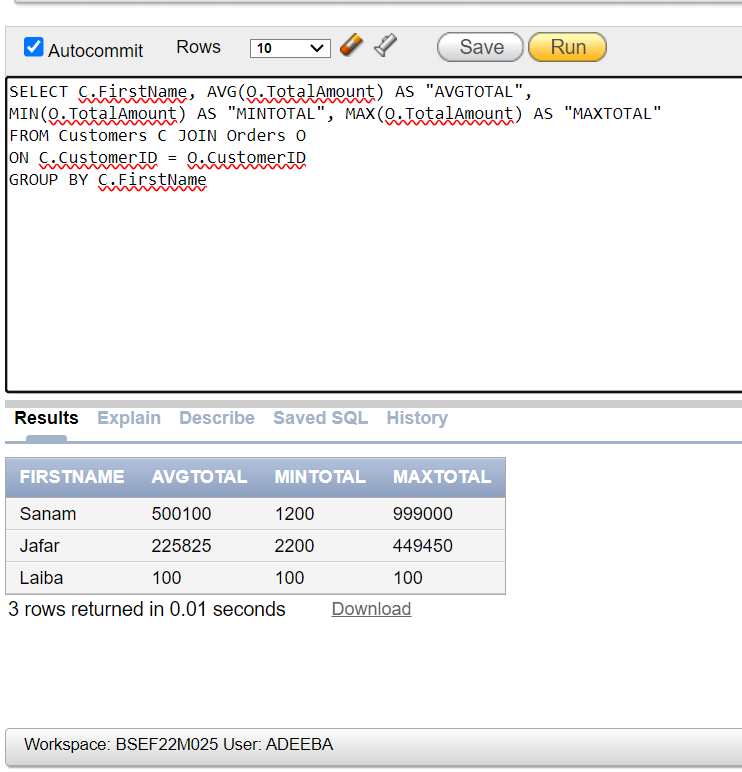 Autocommit Rows 10 Save Run
SELECT C.FirstName, AVG(O.TotalAmount) AS "AVGTOTAL",
MIN(O.TotalAmount) AS "MINTOTAL", MAX(O.TotalAmount) AS "MAXTOTAL"
FROM Customers C JOIN Orders O
ON C.CustomerID = O.CustomerID
GROUP BY C.FirstName
Results Explain Describe Saved SQL History
FIRSTNAME AVGTOTAL MINTOTAL MAXTOTAL
Sanam 500100 1200 999000
Jafar 225825 2200 449450
Laiba 100 100 100
3 rows returned in 0.01 seconds Download
Workspace: BSEF22M025 User: ADEEBA